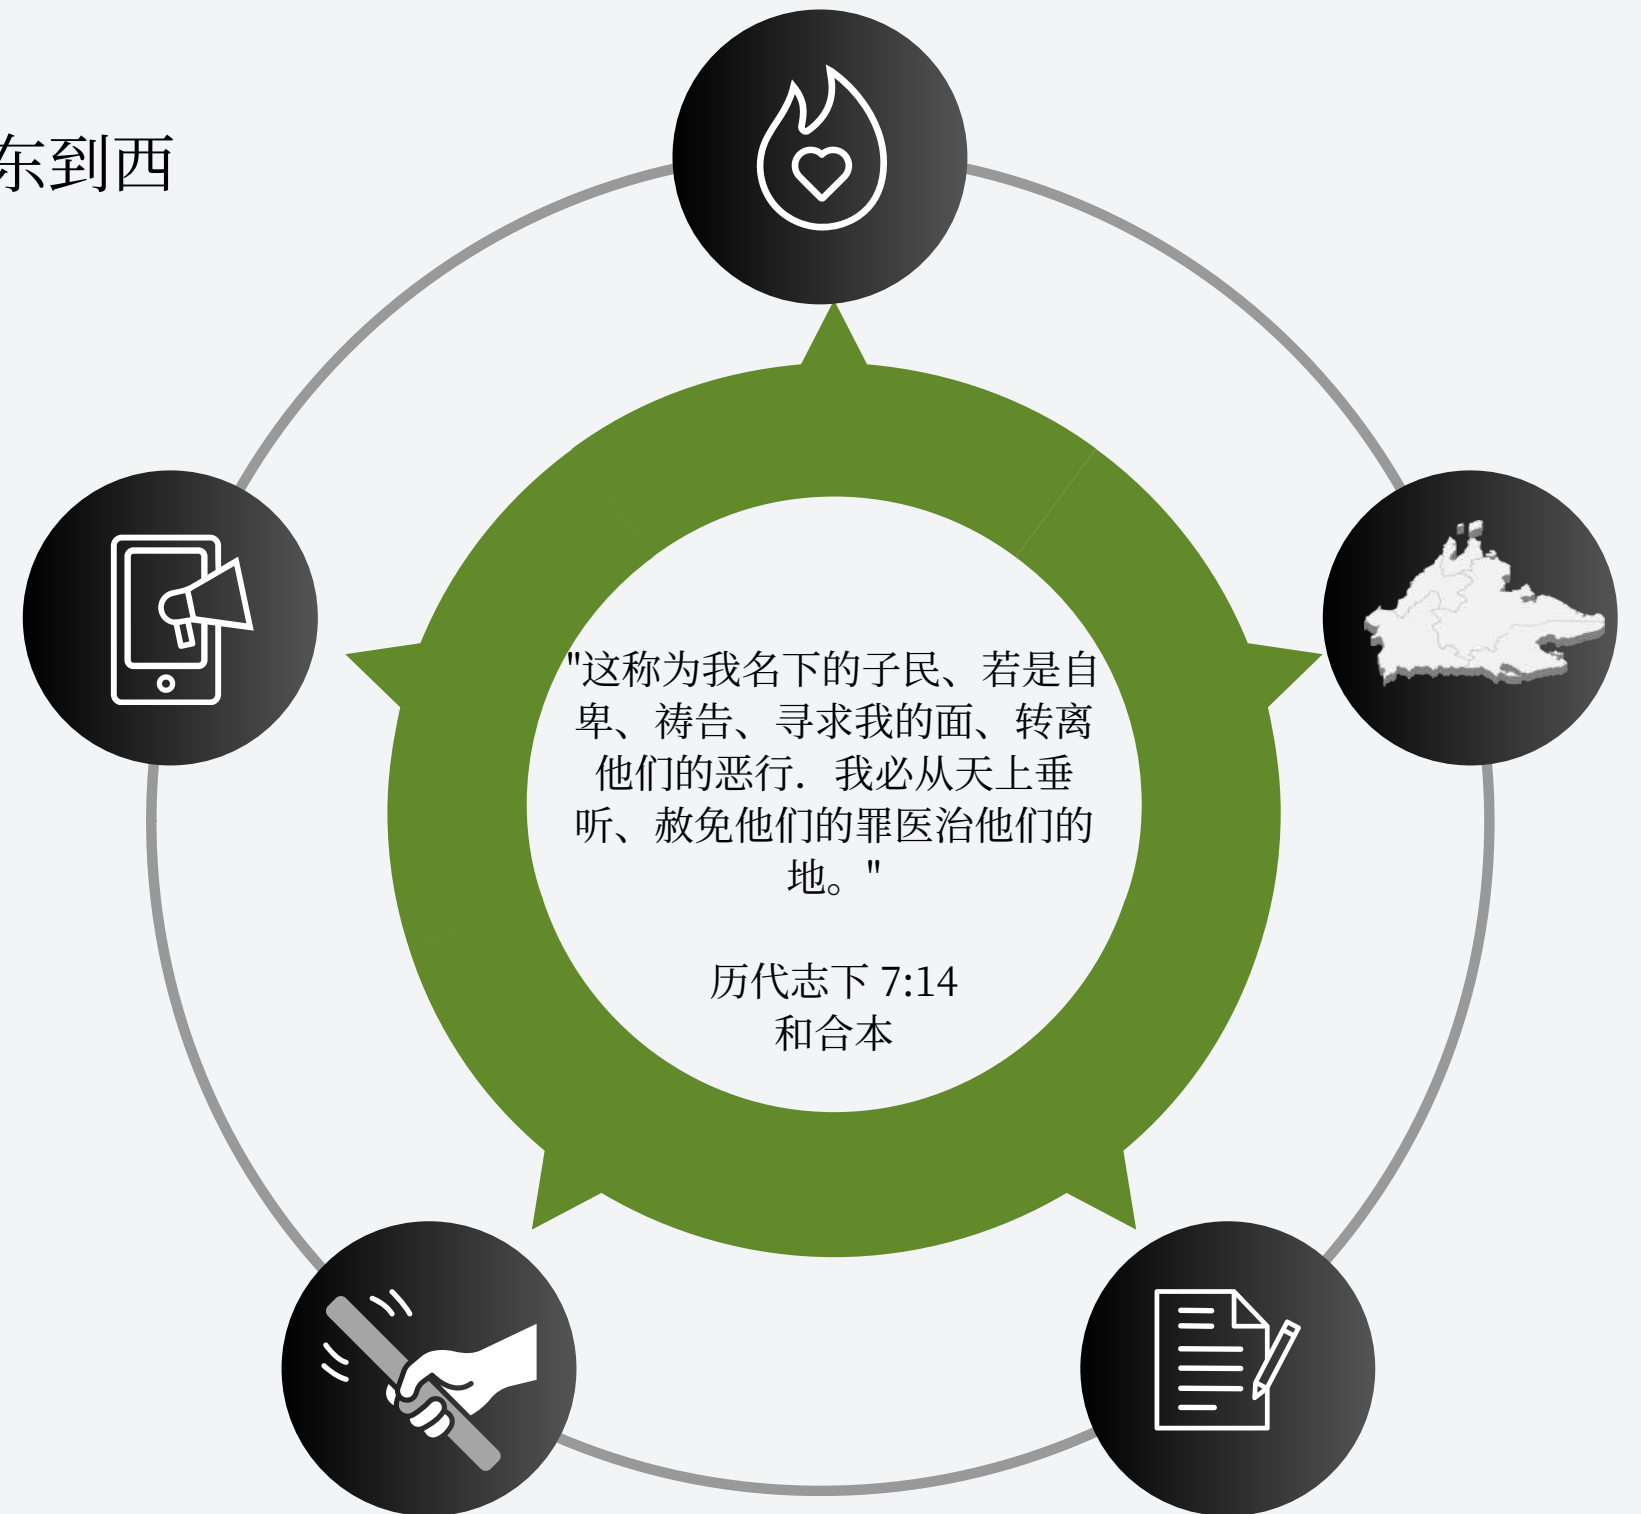 东到西
"这称为我名下的子民、若是自
卑、祷告、寻求我的面、转离
他们的恶行．我必从天上垂
听、赦免他们的罪医治他们的
地。"
历代志下 7:14
和合本